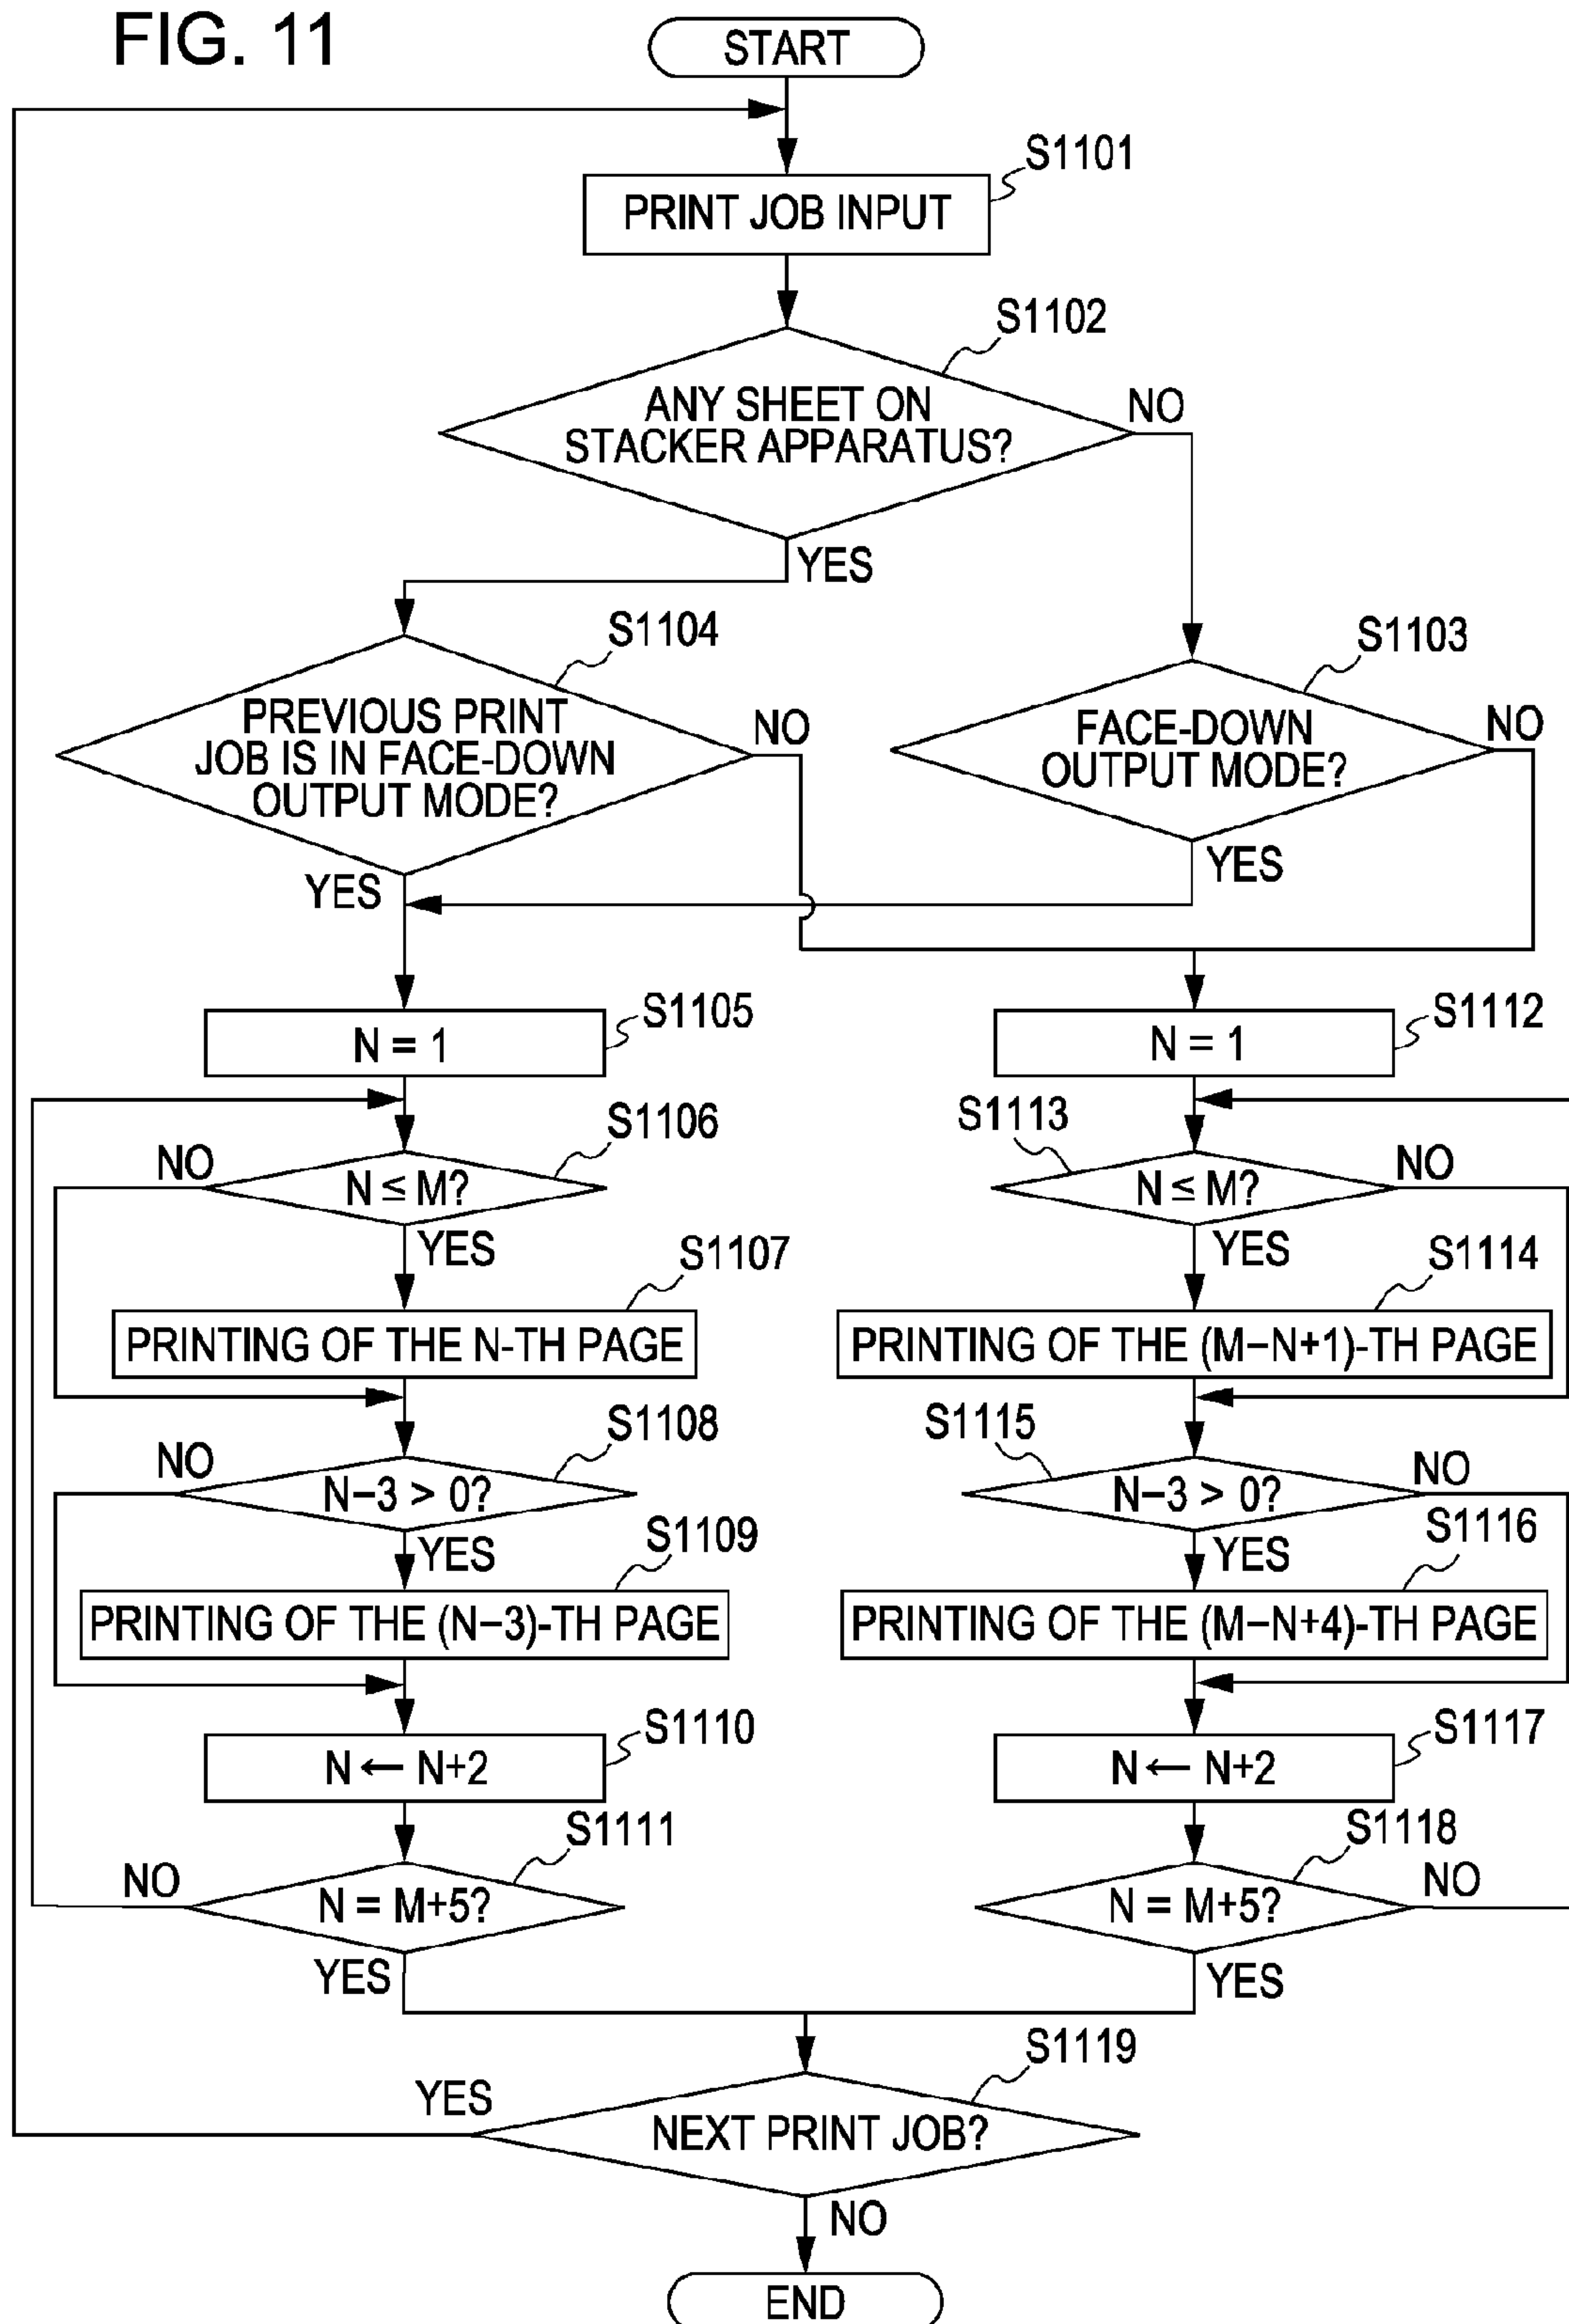 FIG. 11
START
S1101
PRINT JOB INPUT
S1102
ANY SHEET ON
STACKER APPARATUS?
NO
YES
S1104
PREVIOUS PRINT
JOB IS IN FACE-DOWN
OUTPUT MODE?
NO
YES
S1103
FACE-DOWN
OUTPUT MODE?
NO
YES
S1105
N = 1
S1106
NO
N ≤ M?
YES
S1107
PRINTING OF THE N-TH PAGE
S1108
NO
N−3 > 0?
YES
S1109
PRINTING OF THE (N−3)-TH PAGE
S1110
N ← N+2
S1111
NO
N = M+5?
YES
S1112
N = 1
S1113
NO
N ≤ M?
YES
S1114
PRINTING OF THE (M−N+1)-TH PAGE
S1115
NO
N−3 > 0?
YES
S1116
PRINTING OF THE (M−N+4)-TH PAGE
S1117
N ← N+2
S1118
NO
N = M+5?
YES
S1119
YES
NEXT PRINT JOB?
NO
END